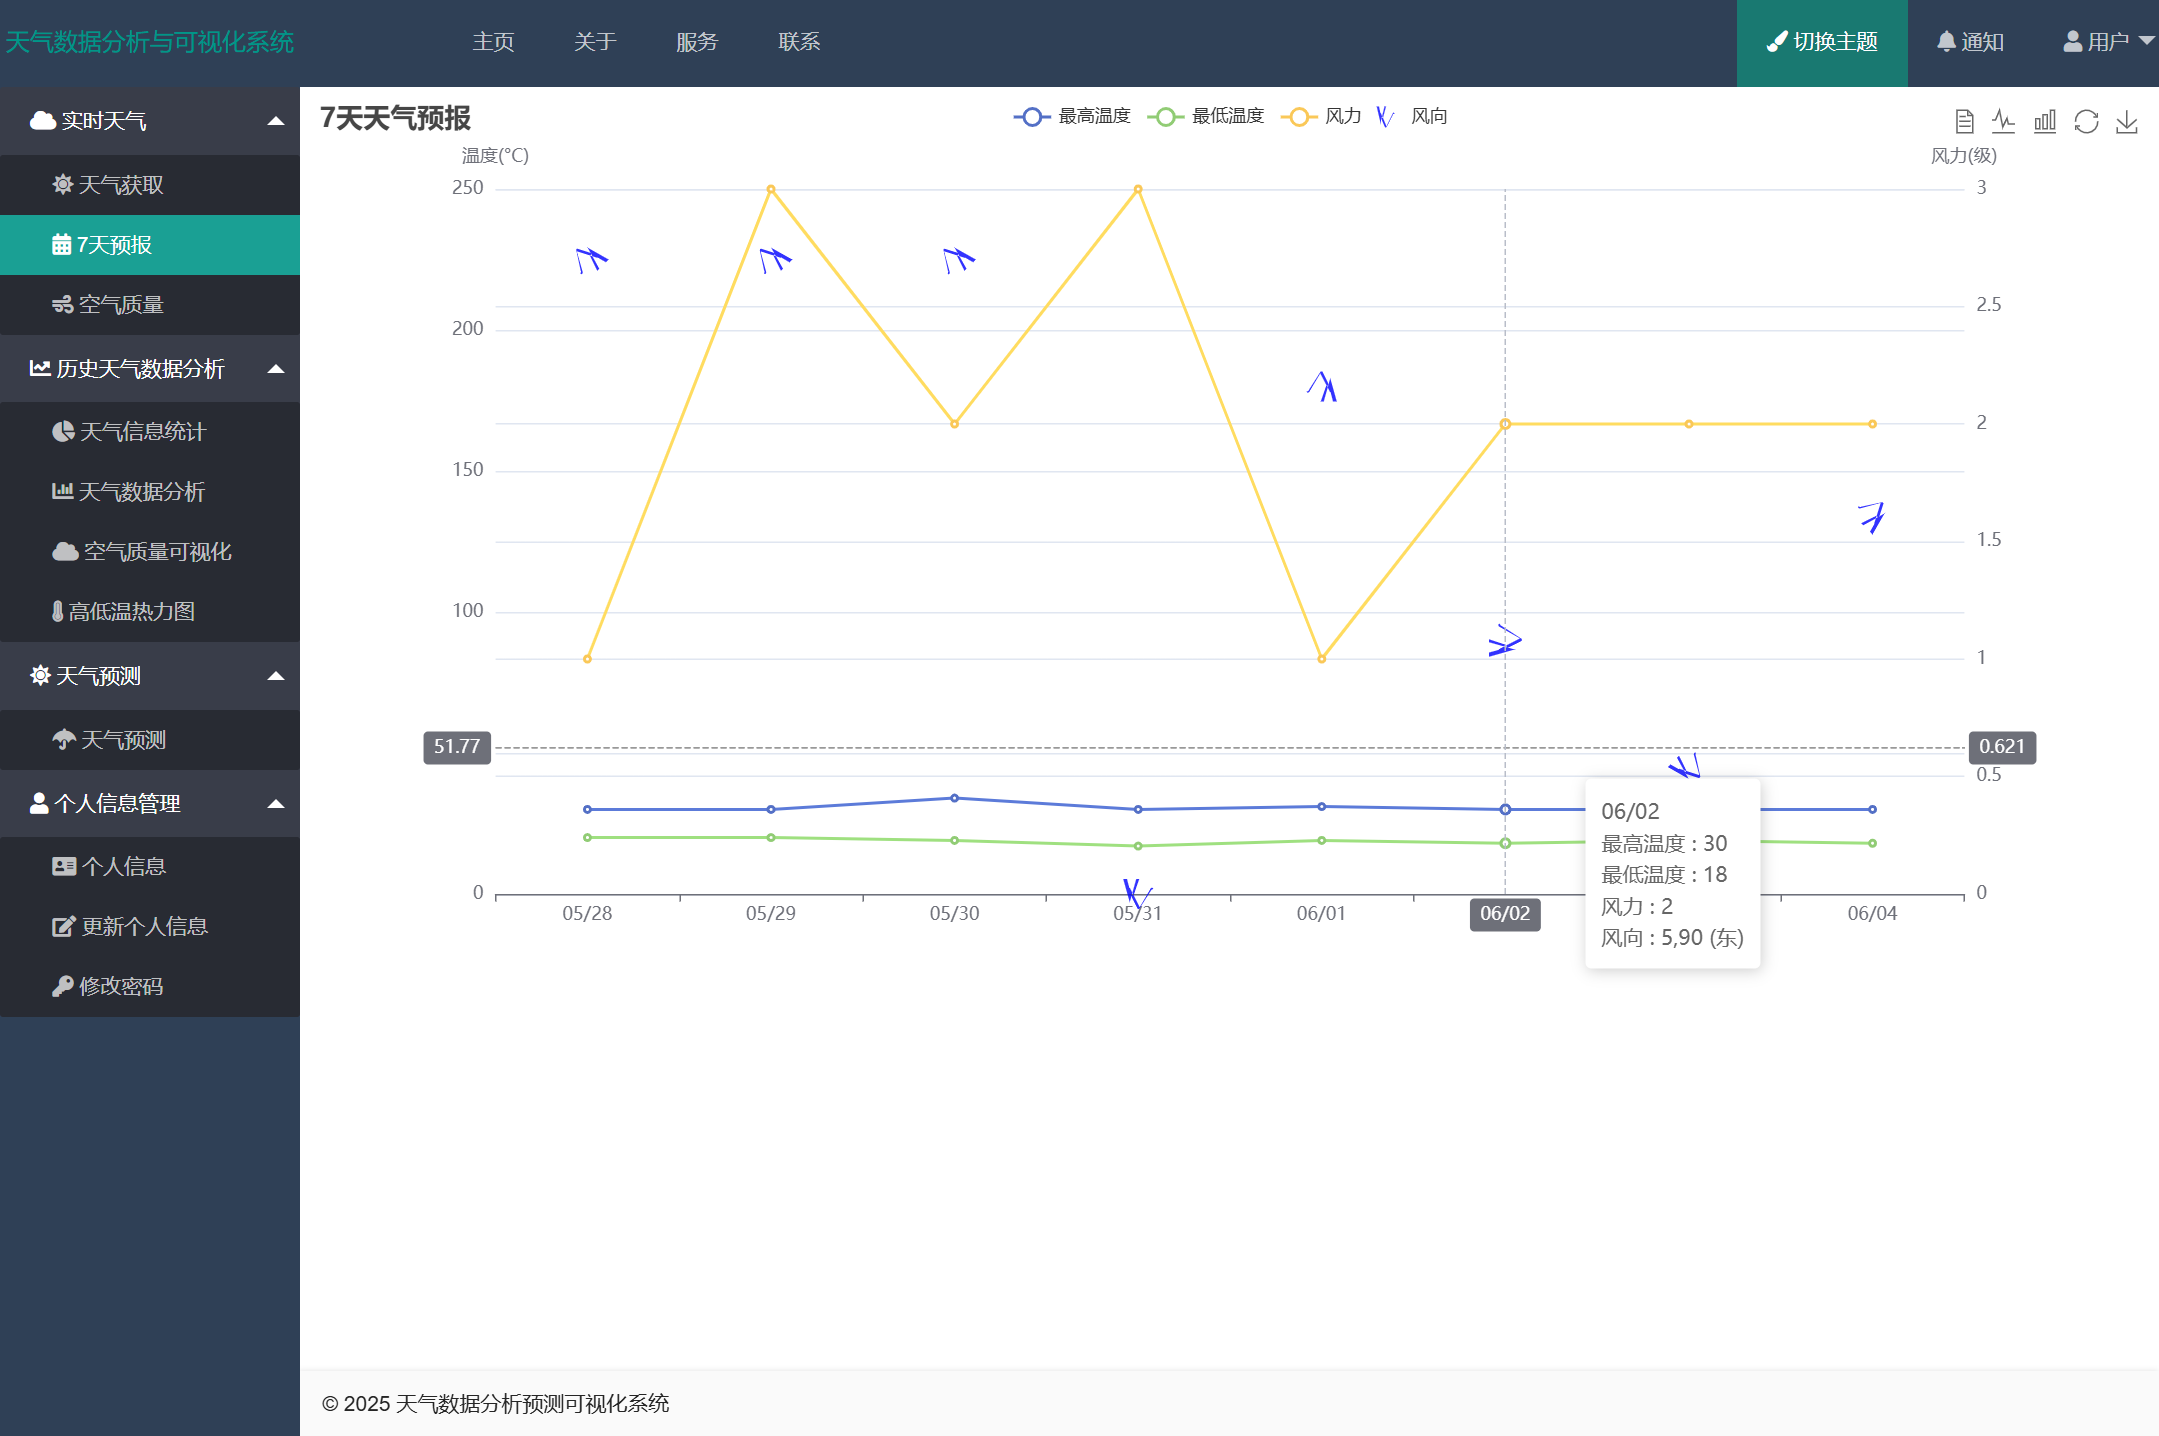 天气数据分析与可视化系统
主页
关于
服务
联系
切换主题
通知
用户
实时天气
天气获取
7天预报
空气质量
历史天气数据分析
天气信息统计
天气数据分析
空气质量可视化
高低温热力图
天气预测
天气预测
个人信息管理
个人信息
更新个人信息
修改密码
7天天气预报
最高温度
最低温度
风力
风向
温度(°C)
风力(级)
250
200
150
100
51.77
0
3
2.5
2
1.5
1
0.621
0.5
0
05/28
05/29
05/30
05/31
06/01
06/02
06/04
06/02
最高温度 : 30
最低温度 : 18
风力 : 2
风向 : 5,90 (东)
© 2025 天气数据分析预测可视化系统